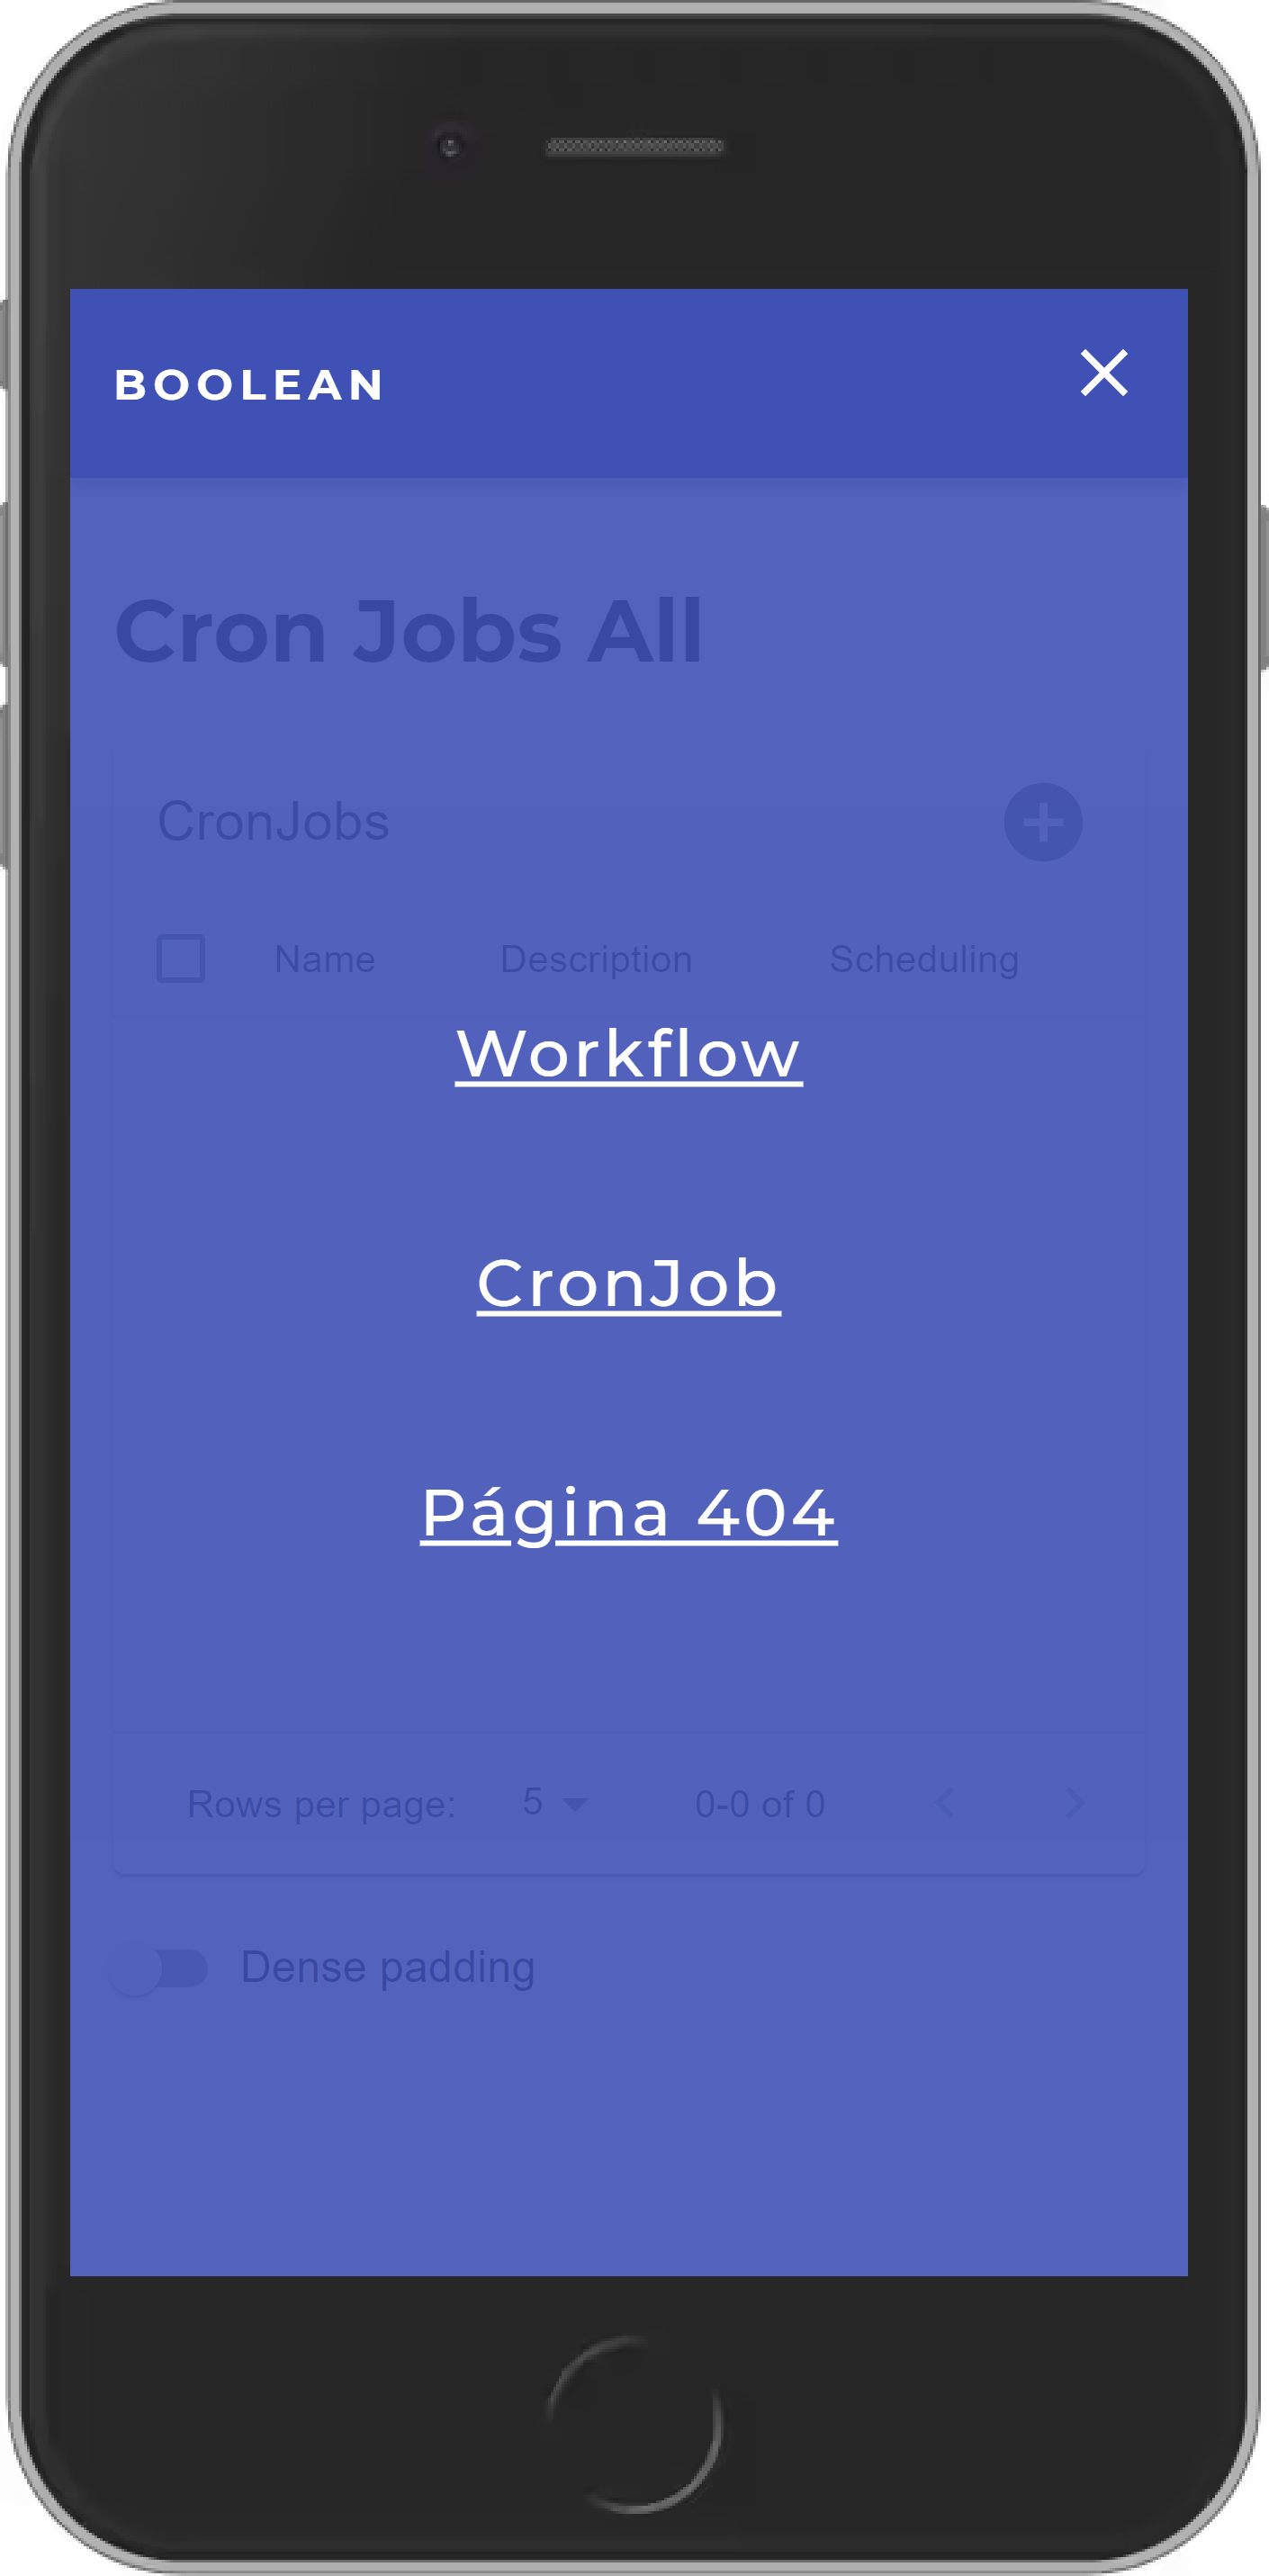 BOOLEAN
Cron Jobs All
CronJobs
Name Description Scheduling
Workflow
CronJob
Página 404
Rows per page: 5 0-0 of 0
Dense padding